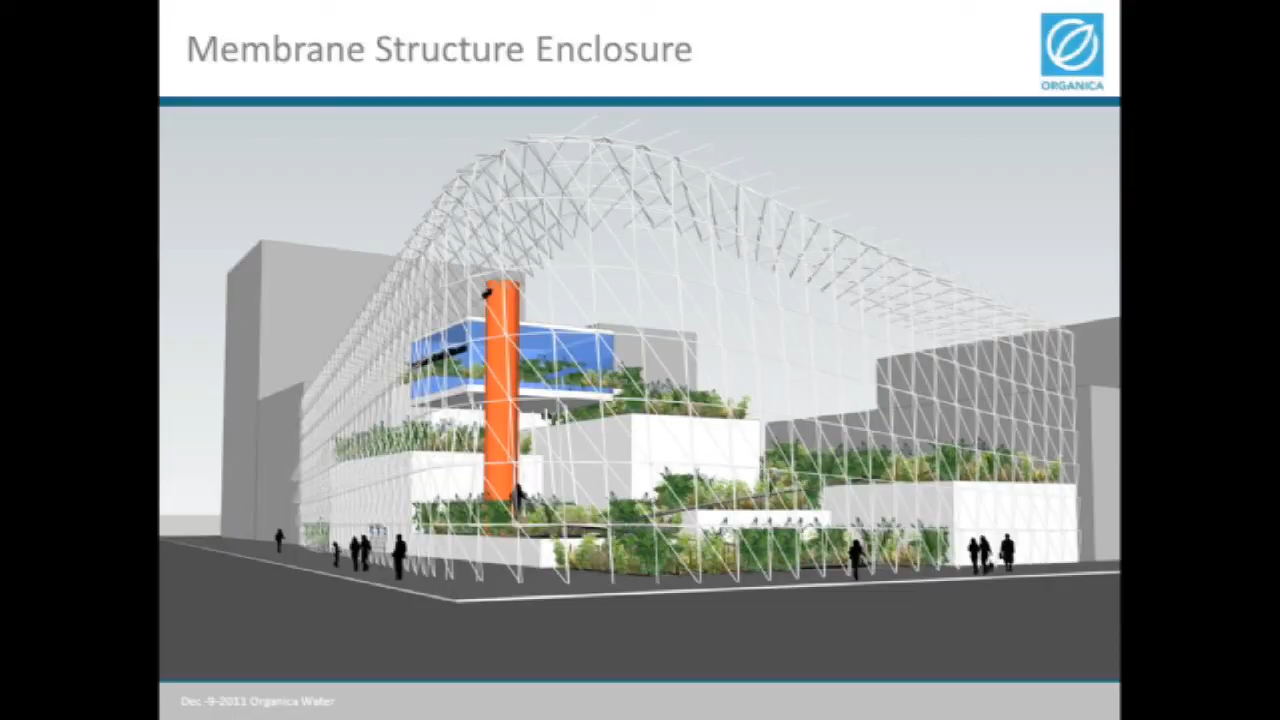 Membrane Structure Enclosure
ORGANICA
Dec.-9-2011 Organica Water